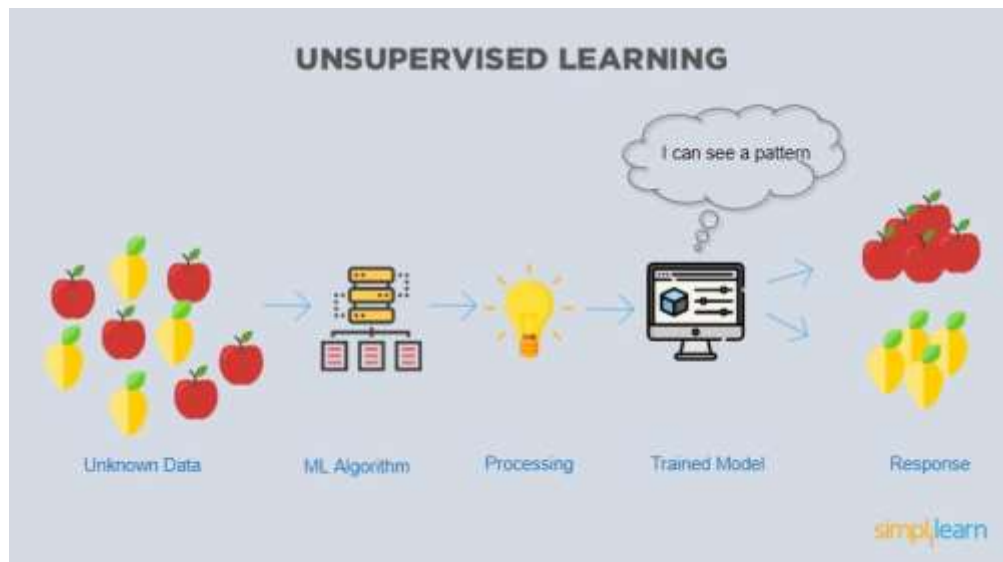 UNSUPERVISED LEARNING
I can see a pattern
Unknown Data
ML Algorithm
Processing
Trained Model
Response
simplilearn